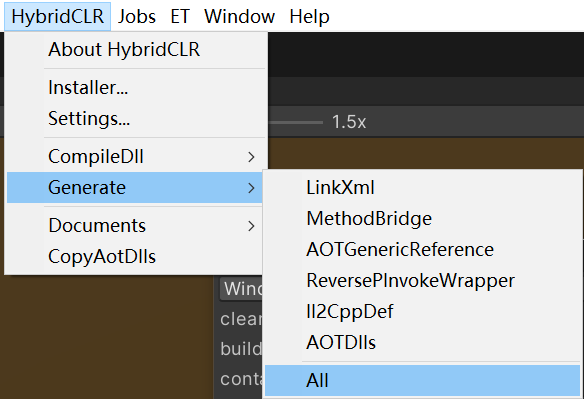 HybridCLR Jobs ET Window Help
About HybridCLR
Installer...
Settings...
1.5x
CompileDll
Generate
Documents
CopyAotDlls
LinkXml
MethodBridge
AOTGenericReference
ReversePInvokeWrapper
Il2CppDef
AOTDlls
All
Wind
clear
build
conta